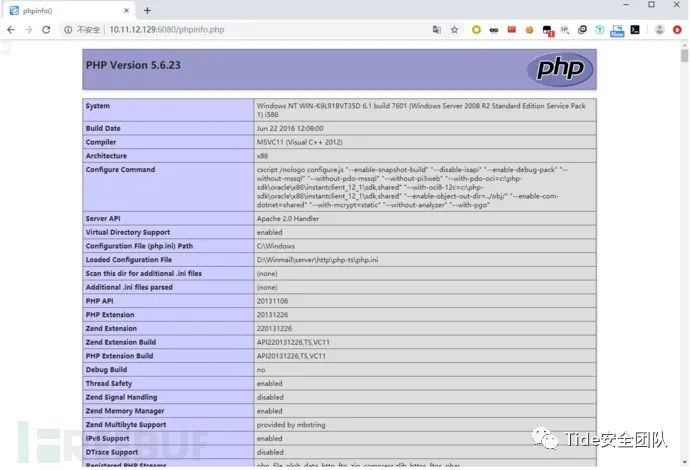 phpinfo()
不安全 | 10.11.12.129:6080/phpinfo.php
PHP Version 5.6.23
php
System Windows NT WIN-K9L91BVT35D 6.1 build 7601 (Windows Server 2008 R2 Standard Edition Service Pack
1) i586
Build Date Jun 22 2016 12:08:00
Compiler MSVC11 (Visual C++ 2012)
Architecture x86
Configure Command cscript /nologo configure.js "--enable-snapshot-build" "--disable-isapi" "--enable-debug-pack" "--
without-mssql" "--without-pdo-mssql" "--without-pi3web" "--with-pdo-oci=c:\php-
sdk\oracle\x86\instantclient_12_1\sdk,shared" "--with-oci8-12c=c:\php-
sdk\oracle\x86\instantclient_12_1\sdk,shared" "--enable-object-out-dir=../obj/" "--enable-com-
dotnet=shared" "--with-mcrypt=static" "--without-analyzer" "--with-pgo"
Server API Apache 2.0 Handler
Virtual Directory Support enabled
Configuration File (php.ini) Path C:\Windows
Loaded Configuration File D:\Winmail\server\http\php-ts\php.ini
Scan this dir for additional .ini files (none)
Additional .ini files parsed (none)
PHP API 20131106
PHP Extension 20131226
Zend Extension 220131226
Zend Extension Build API220131226,TS,VC11
PHP Extension Build API20131226,TS,VC11
Debug Build no
Thread Safety enabled
Zend Signal Handling disabled
Zend Memory Manager enabled
Zend Multibyte Support provided by mbstring
IPv6 Support enabled
DTrace Support disabled
Registered PHP Streams php, file, glob, data, http, ftp, zip, compress.zlib, https, ftps, phar
Tide安全团队